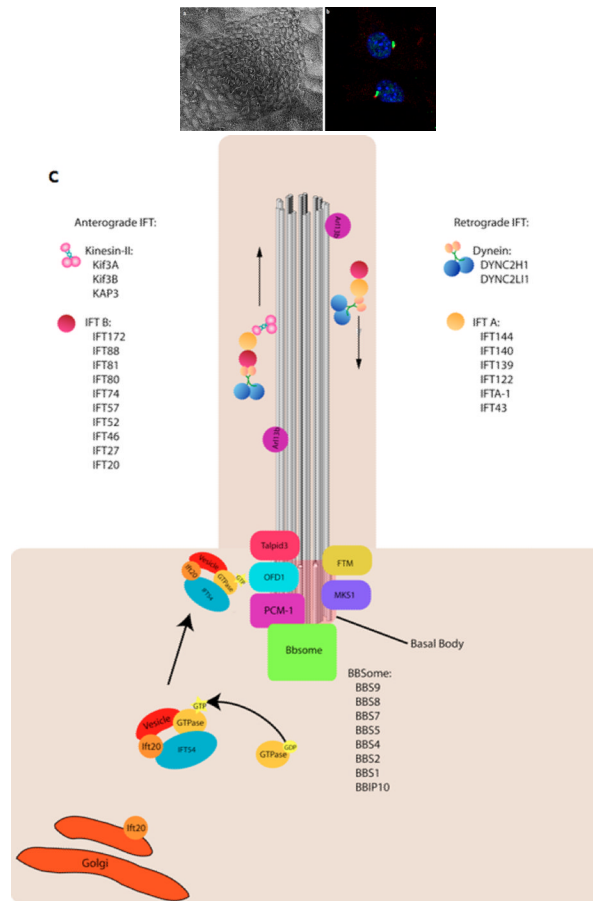 a
b
c
Anterograde IFT:
Kinesin-II:
Kif3A
Kif3B
KAP3
IFT B:
IFT172
IFT88
IFT81
IFT80
IFT74
IFT57
IFT52
IFT46
IFT27
IFT20
Retrograde IFT:
Dynein:
DYNC2H1
DYNC2LI1
IFT A:
IFT144
IFT140
IFT139
IFT122
IFTA-1
IFT43
Arl13b
Arl13B
Talpid3
OFD1
PCM-1
FTM
MKS1
Bbsome
Basal Body
Vesicle
Ift20
GTPase
GTP
IFT54
BBSome:
BBS9
BBS8
BBS7
BBS5
BBS4
BBS2
BBS1
BBIP10
GTP
Vesicle
GTPase
Ift20
IFT54
GDP
GTPase
Ift20
Golgi